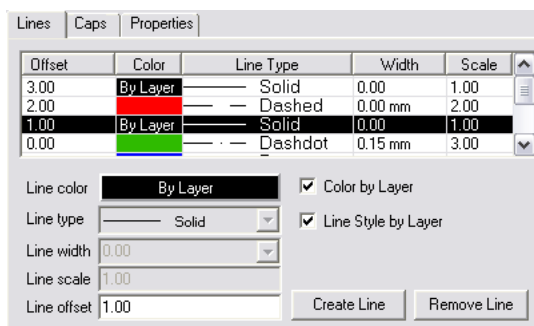 Lines Caps Properties
Offset Color Line Type Width Scale
3.00 By Layer Solid 0.00 1.00
2.00 Dashed 0.00 mm 2.00
1.00 By Layer Solid 0.00 1.00
0.00 Dashdot 0.15 mm 3.00
Line color By Layer Color by Layer
Line type Solid Line Style by Layer
Line width 0.00
Line scale 1.00
Line offset 1.00 Create Line Remove Line